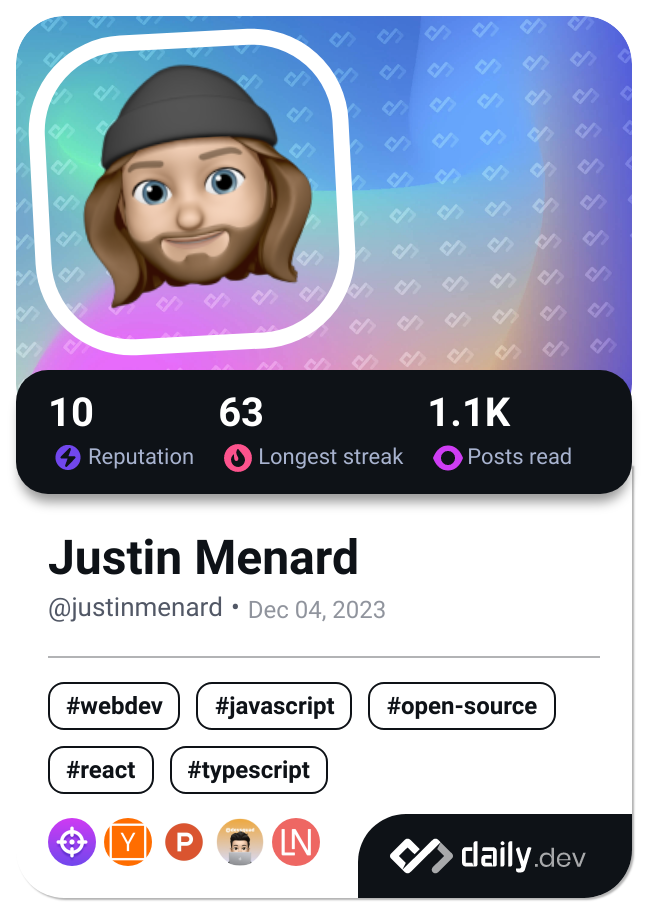 10 63 1.1K
Reputation Longest streak Posts read
Justin Menard
@justinmenard • Dec 04, 2023
#webdev #javascript #open-source
#react #typescript
Y P LN
daily.dev